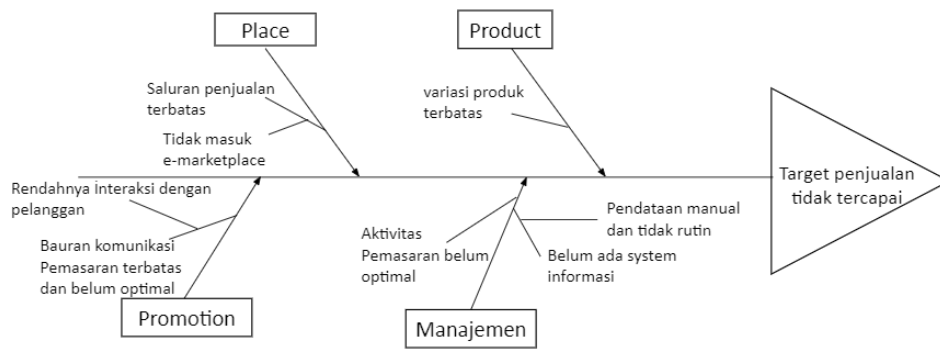 Place
Product
Saluran penjualan
terbatas
variasi produk
terbatas
Tidak masuk
e-marketplace
Target penjualan
tidak tercapai
Rendahnya interaksi dengan
pelanggan
Bauran komunikasi
Pemasaran terbatas
dan belum optimal
Aktivitas
Pemasaran belum
optimal
Pendataan manual
dan tidak rutin
Belum ada system
informasi
Promotion
Manajemen